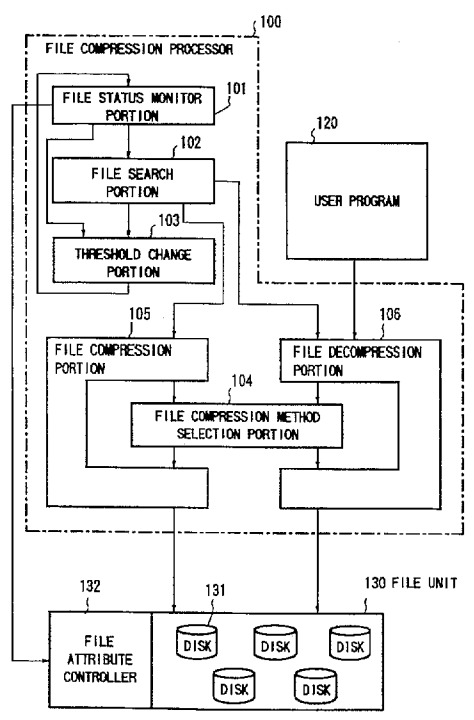 100
FILE COMPRESSION PROCESSOR
FILE STATUS MONITOR
PORTION
101
102
FILE SEARCH
PORTION
103
THRESHOLD CHANGE
PORTION
120
USER PROGRAM
105
FILE COMPRESSION
PORTION
106
FILE DECOMPRESSION
PORTION
104
FILE COMPRESSION METHOD
SELECTION PORTION
132
FILE
ATTRIBUTE
CONTROLLER
131
130 FILE UNIT
DISK
DISK
DISK
DISK
DISK